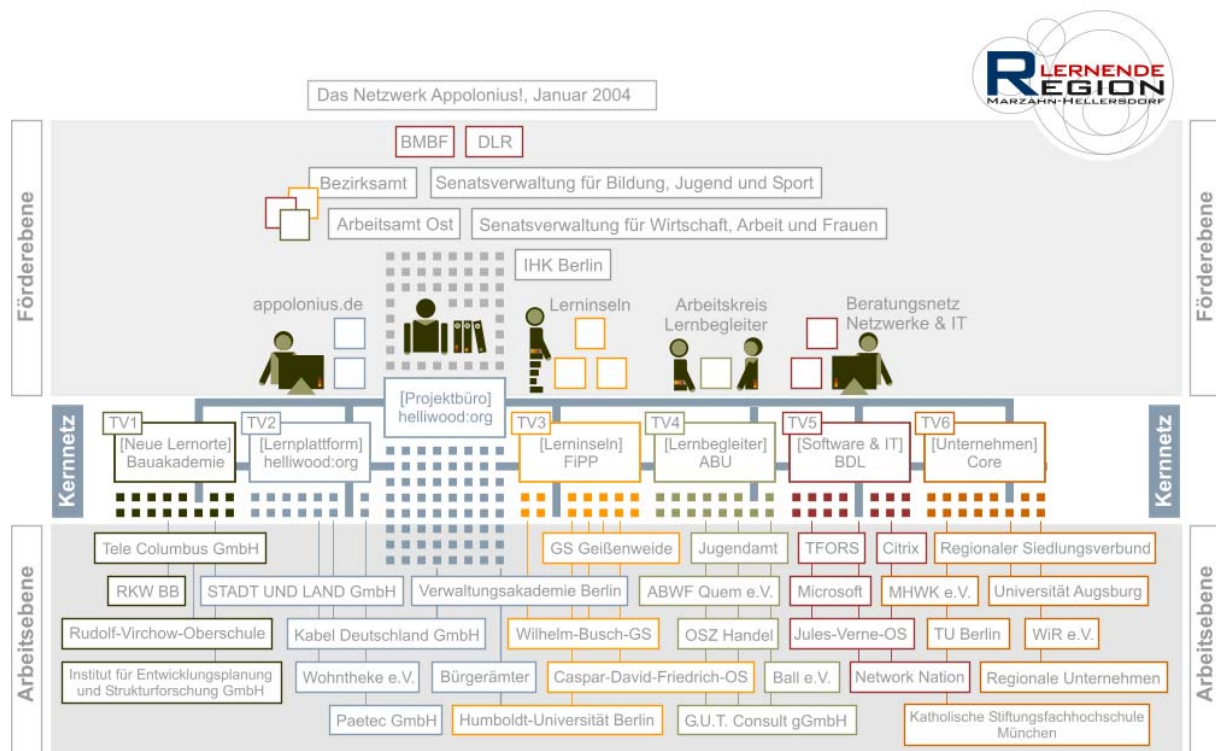 LERNENDE
REGION
MARZAHN-HELLERSDORF
Das Netzwerk Appolonius!, Januar 2004
Förderebene
Förderebene
BMBF
DLR
Bezirksamt
Senatsverwaltung für Bildung, Jugend und Sport
Arbeitsamt Ost
Senatsverwaltung für Wirtschaft, Arbeit und Frauen
IHK Berlin
appolonius.de
Lerninseln
Arbeitskreis
Lernbegleiter
Beratungsnetz
Netzwerke & IT
Kernnetz
Kernnetz
[Projektbüro]
helliwood:org
TV1
[Neue Lernorte]
Bauakademie
TV2
[Lernplattform]
helliwood:org
TV3
[Lerninseln]
FiPP
TV4
[Lernbegleiter]
ABU
TV5
[Software & IT]
BDL
TV6
[Unternehmen]
Core
Arbeitsebene
Arbeitsebene
Tele Columbus GmbH
GS Geißenweide
Jugendamt
TFORS
Citrix
Regionaler Siedlungsverbund
RKW BB
STADT UND LAND GmbH
Verwaltungsakademie Berlin
ABWF Quem e.V.
Microsoft
MHWK e.V.
Universität Augsburg
Rudolf-Virchow-Oberschule
Kabel Deutschland GmbH
Wilhelm-Busch-GS
OSZ Handel
Jules-Verne-OS
TU Berlin
WiR e.V.
Institut für Entwicklungsplanung
und Strukturforschung GmbH
Wohntheke e.V.
Bürgerämter
Caspar-David-Friedrich-OS
Ball e.V.
Network Nation
Regionale Unternehmen
Paetec GmbH
Humboldt-Universität Berlin
G.U.T. Consult gGmbH
Katholische Stiftungsfachhochschule
München